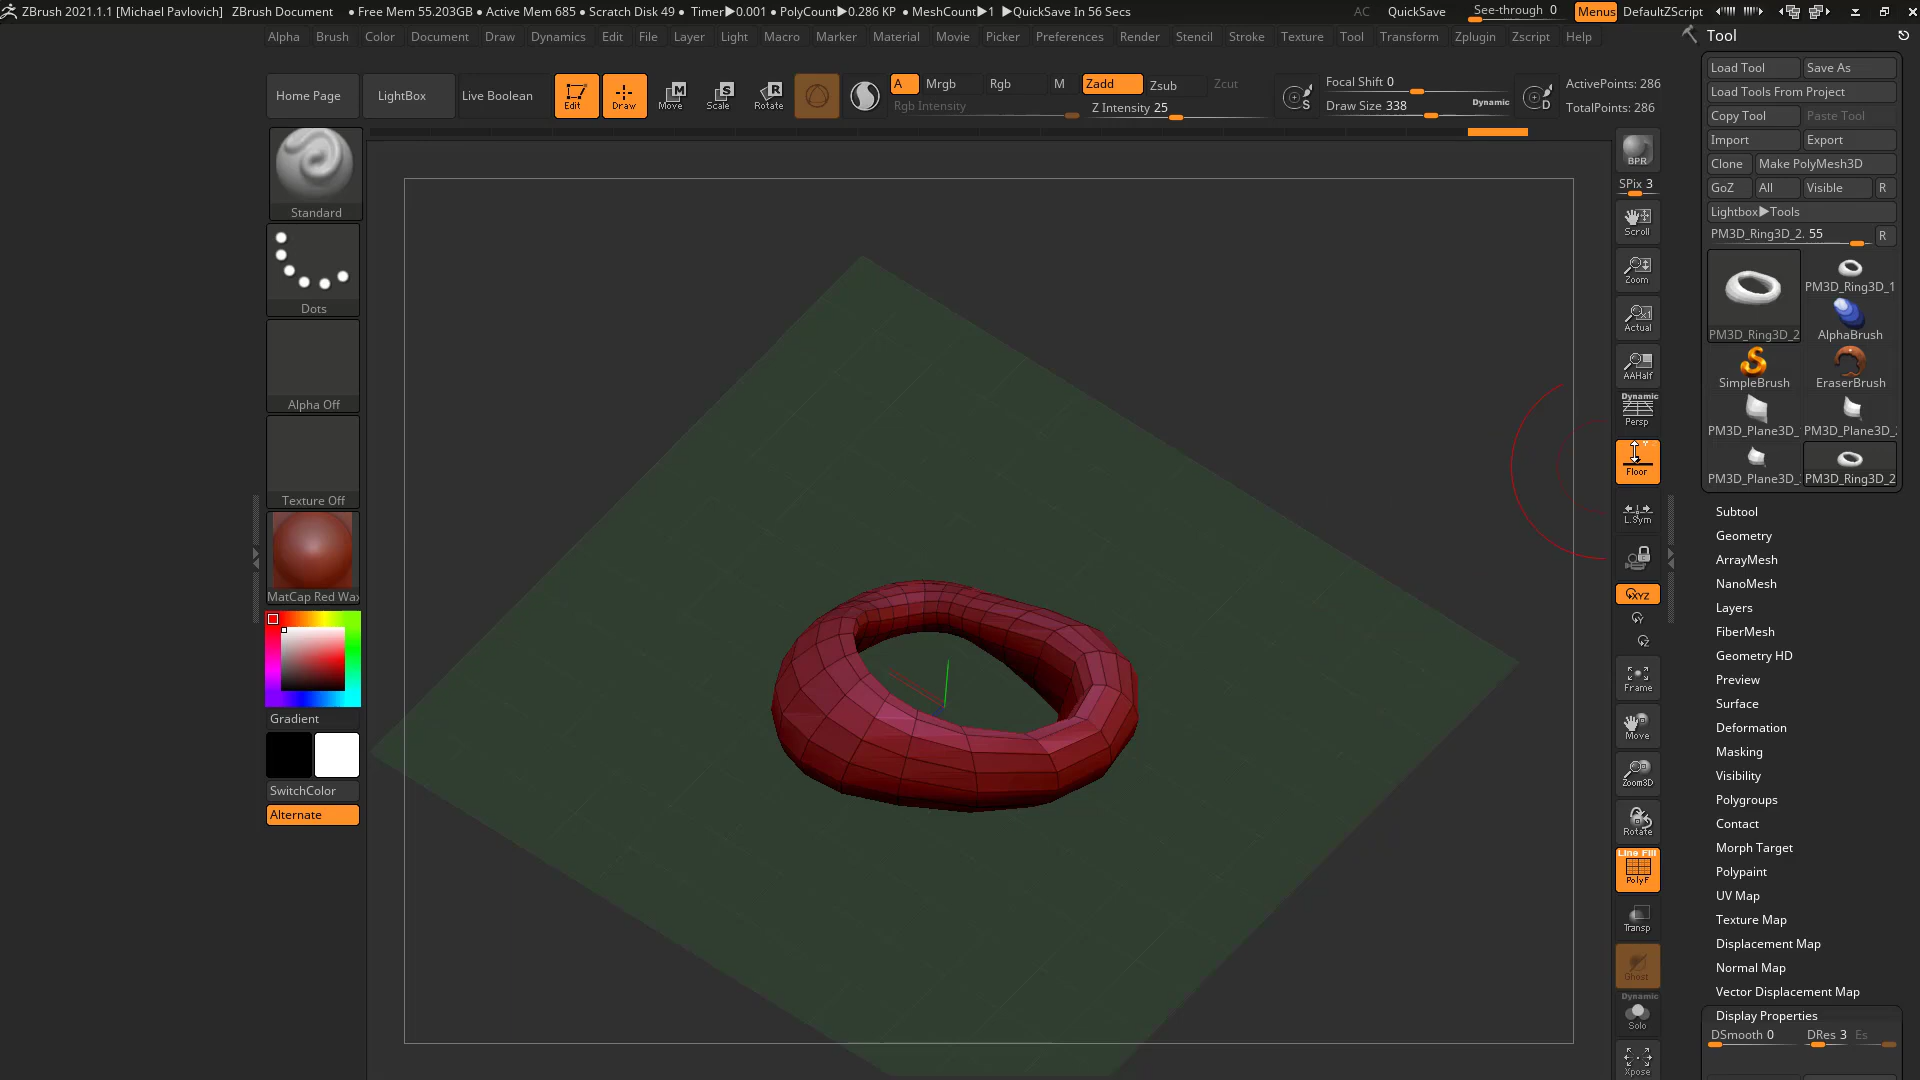 ZBrush 2021.1.1 [Michael Pavlovich] ZBrush Document • Free Mem 55.203GB • Active Mem 685 • Scratch Disk 49 • Timer▶0.001 • PolyCount▶0.286 KP • MeshCount▶1 ▶QuickSave In 56 Secs AC QuickSave See-through 0 Menus DefaultZScript
Alpha Brush Color Document Draw Dynamics Edit File Layer Light Macro Marker Material Movie Picker Preferences Render Stencil Stroke Texture Tool Transform Zplugin Zscript Help
Home Page LightBox Live Boolean Edit Draw Move Scale Rotate
M S R
A Mrgb Rgb M Zadd Zsub Zcut
Rgb Intensity Z Intensity 25
S Focal Shift 0
Draw Size 338 Dynamic
D ActivePoints: 286
TotalPoints: 286
Standard
Dots
Alpha Off
Texture Off
MatCap Red Wax
Gradient
SwitchColor
Alternate
BPR
SPix 3
Scroll
Zoom
Actual
AAHalf
Dynamic
Persp
Floor
L.Sym
XYZ
Y
Z
Frame
Move
Zoom3D
Rotate
Line Fill
PolyF
Transp
Ghost
Dynamic
Solo
Xpose
Tool
Load Tool Save As
Load Tools From Project
Copy Tool Paste Tool
Import Export
Clone Make PolyMesh3D
GoZ All Visible R
Lightbox▶Tools
PM3D_Ring3D_2. 55 R
PM3D_Ring3D_2 PM3D_Ring3D_1
AlphaBrush
SimpleBrush EraserBrush
PM3D_Plane3D_ PM3D_Plane3D_
PM3D_Plane3D_ PM3D_Ring3D_2
Subtool
Geometry
ArrayMesh
NanoMesh
Layers
FiberMesh
Geometry HD
Preview
Surface
Deformation
Masking
Visibility
Polygroups
Contact
Morph Target
Polypaint
UV Map
Texture Map
Displacement Map
Normal Map
Vector Displacement Map
Display Properties
DSmooth 0 DRes 3 Es